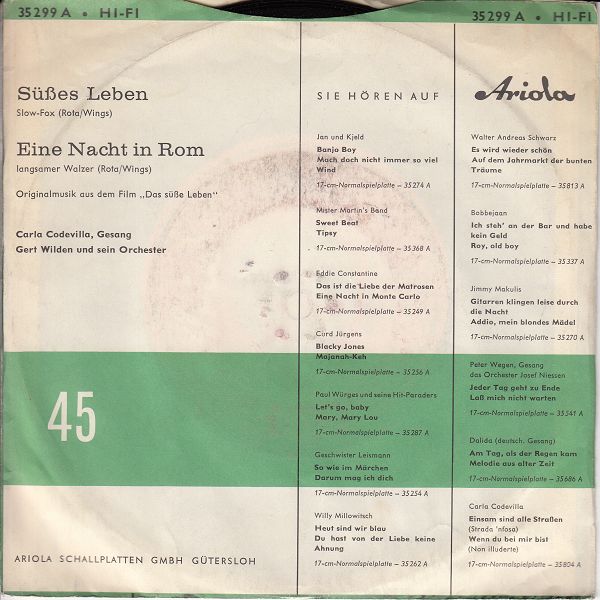 35299 A • HI-FI
35299 A • HI-FI
Süßes Leben
Slow-Fox (Rota/Wings)
Eine Nacht in Rom
langsamer Walzer (Rota/Wings)
Originalmusik aus dem Film „Das süße Leben“
Carla Codevilla, Gesang
Gert Wilden und sein Orchester
45
ARIOLA SCHALLPLATTEN GMBH GÜTERSLOH
SIE HÖREN AUF
Jan und Kjeld
Banjo Boy
Mach doch nicht immer so viel
Wind
17-cm-Normalspielplatte – 35274 A
Mister Martin's Band
Sweet Beat
Tipsy
17-cm-Normalspielplatte – 35368 A
Eddie Constantine
Das ist die Liebe der Matrosen
Eine Nacht in Monte Carlo
17-cm-Normalspielplatte – 35249 A
Curd Jürgens
Blacky Jones
Majanah-Keh
17-cm-Normalspielplatte – 35256 A
Paul Würges und seine Hit-Paraders
Let's go, baby
Mary, Mary Lou
17-cm-Normalspielplatte – 35287 A
Geschwister Leismann
So wie im Märchen
Darum mag ich dich
17-cm-Normalspielplatte – 35254 A
Willy Millowitsch
Heut sind wir blau
Du hast von der Liebe keine
Ahnung
17-cm-Normalspielplatte – 35262 A
Ariola
Walter Andreas Schwarz
Es wird wieder schön
Auf dem Jahrmarkt der bunten
Träume
17-cm-Normalspielplatte – 35813 A
Bobbejaan
Ich steh' an der Bar und habe
kein Geld
Roy, old boy
17-cm-Normalspielplatte – 35337 A
Jimmy Makulis
Gitarren klingen leise durch
die Nacht
Addio, mein blondes Mädel
17-cm-Normalspielplatte – 35270 A
Peter Wegen, Gesang
das Orchester Josef Niessen
Jeder Tag geht zu Ende
Laß mich nicht warten
17-cm-Normalspielplatte – 35541 A
Dalida (deutsch. Gesang)
Am Tag, als der Regen kam
Melodie aus alter Zeit
17-cm-Normalspielplatte – 35686 A
Carla Codevilla
Einsam sind alle Straßen
(Strada 'nfosa)
Wenn du bei mir bist
(Non illuderte)
17-cm-Normalspielplatte – 35804 A